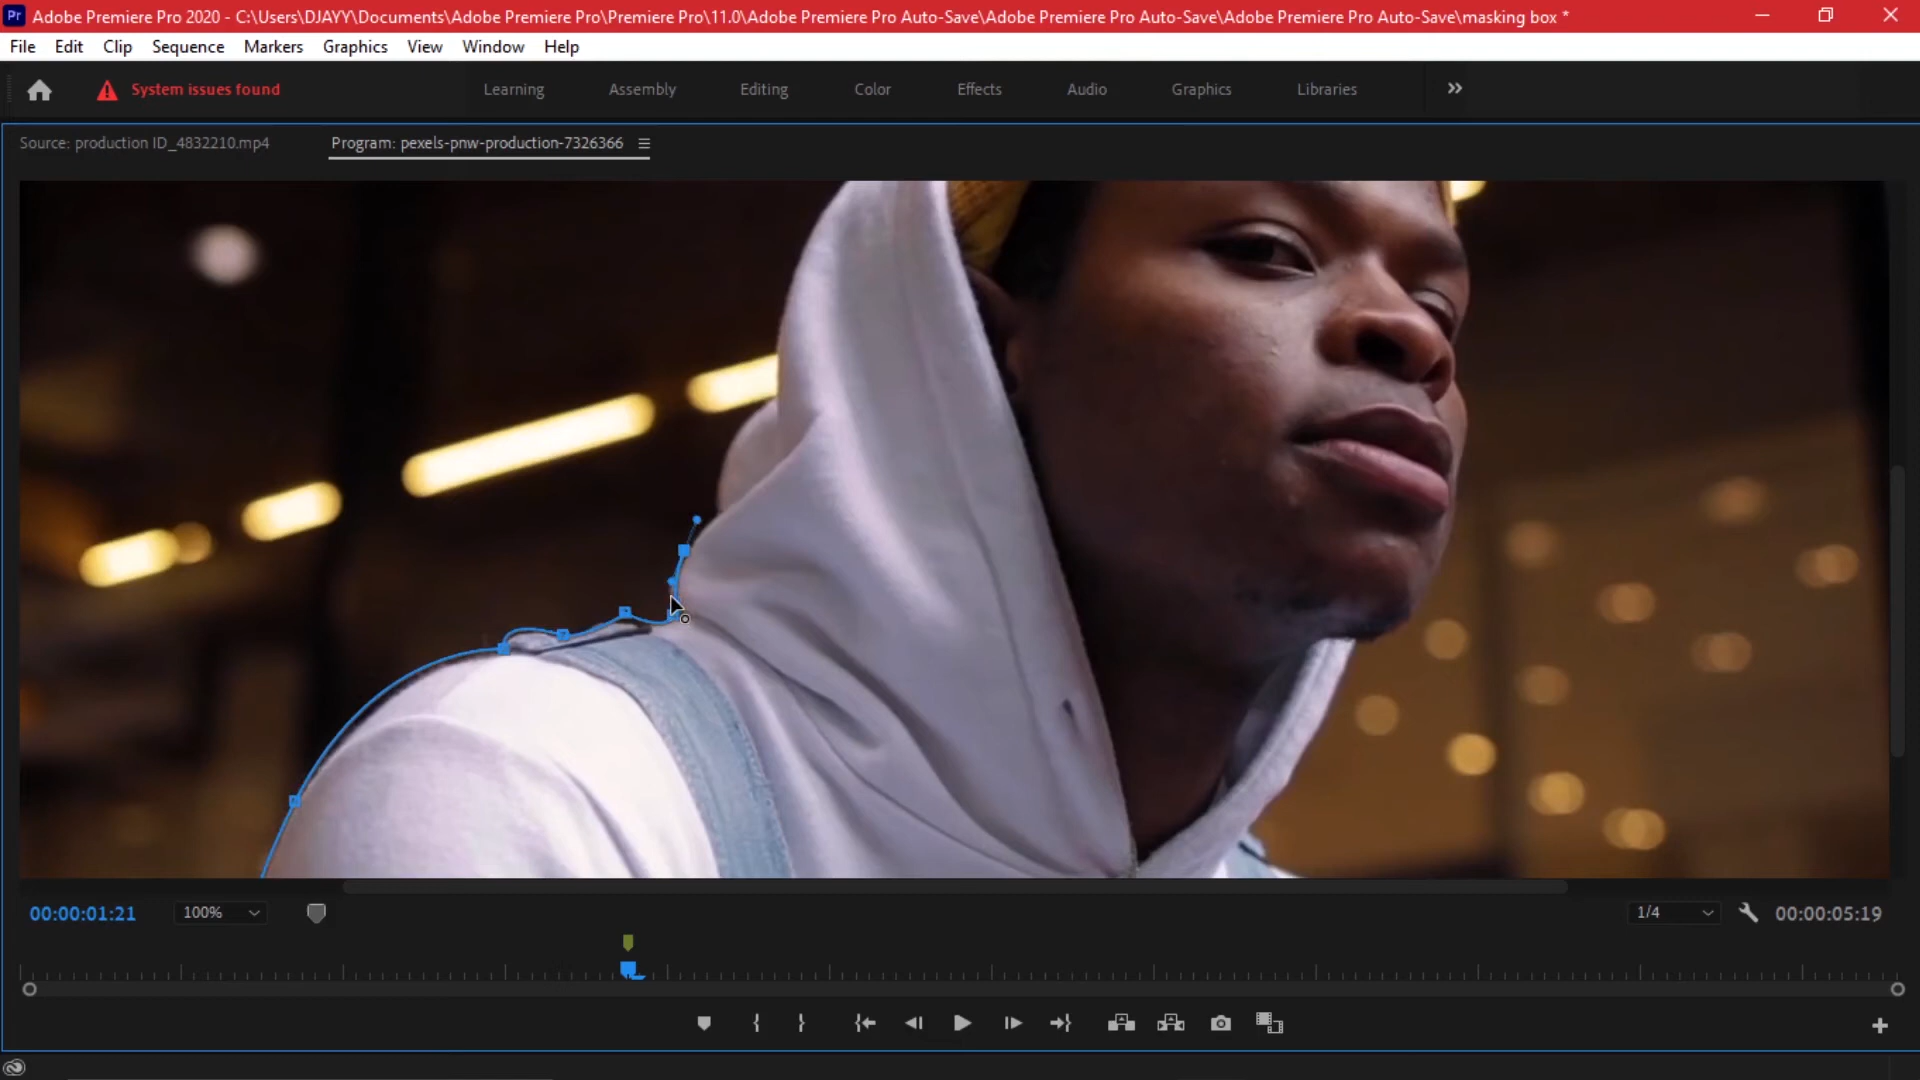 Pr Adobe Premiere Pro 2020 - C:\Users\DJAYY\Documents\Adobe Premiere Pro\Premiere Pro\11.0\Adobe Premiere Pro Auto-Save\Adobe Premiere Pro Auto-Save\Adobe Premiere Pro Auto-Save\masking box *
File Edit Clip Sequence Markers Graphics View Window Help
System issues found Learning Assembly Editing Color Effects Audio Graphics Libraries
Source: production ID_4832210.mp4 Program: pexels-pnw-production-7326366
00:00:01:21 100% 1/4 00:00:05:19